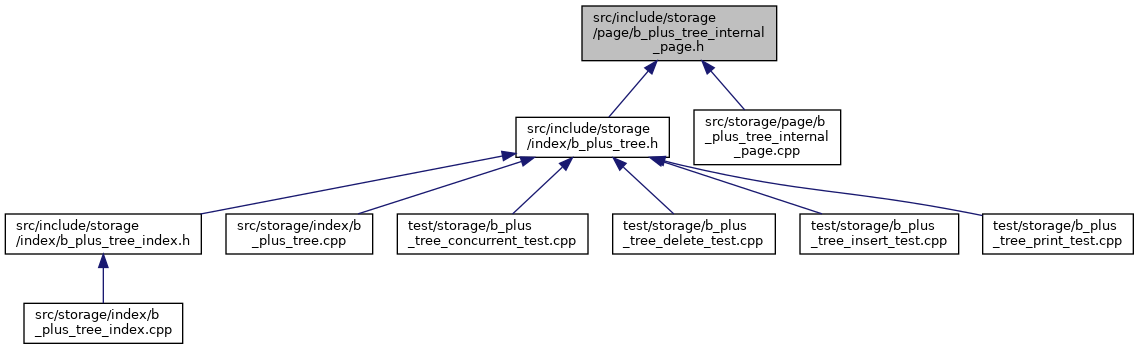 src/include/storage
/page/b_plus_tree_internal
_page.h
src/include/storage
/index/b_plus_tree.h
src/storage/page/b
_plus_tree_internal
_page.cpp
src/include/storage
/index/b_plus_tree_index.h
src/storage/index/b
_plus_tree.cpp
test/storage/b_plus
_tree_concurrent_test.cpp
test/storage/b_plus
_tree_delete_test.cpp
test/storage/b_plus
_tree_insert_test.cpp
test/storage/b_plus
_tree_print_test.cpp
src/storage/index/b
_plus_tree_index.cpp